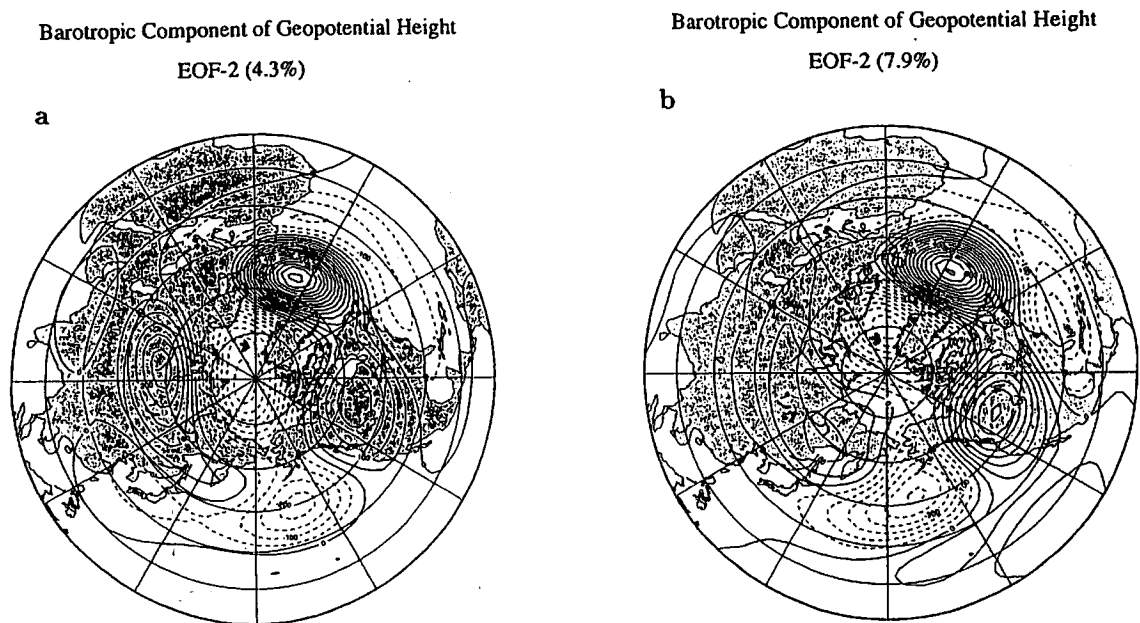 Barotropic Component of Geopotential Height
EOF-2 (4.3%)
a
Barotropic Component of Geopotential Height
EOF-2 (7.9%)
b